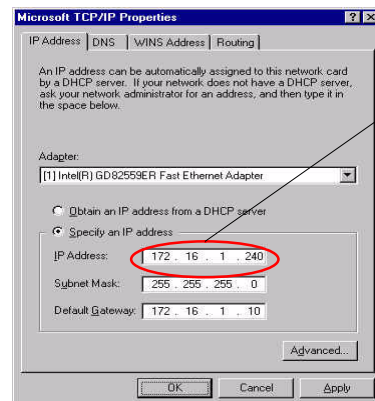 Microsoft TCP/IP Properties ? X
IP Address DNS WINS Address Routing
An IP address can be automatically assigned to this network card
by a DHCP server. If your network does not have a DHCP server,
ask your network administrator for an address, and then type it in
the space below.
Adapter:
[1] Intel(R) GD82559ER Fast Ethernet Adapter
Obtain an IP address from a DHCP server
Specify an IP address
IP Address: 172 . 16 . 1 . 240
Subnet Mask: 255 . 255 . 255 . 0
Default Gateway: 172 . 16 . 1 . 10
Advanced...
OK Cancel Apply